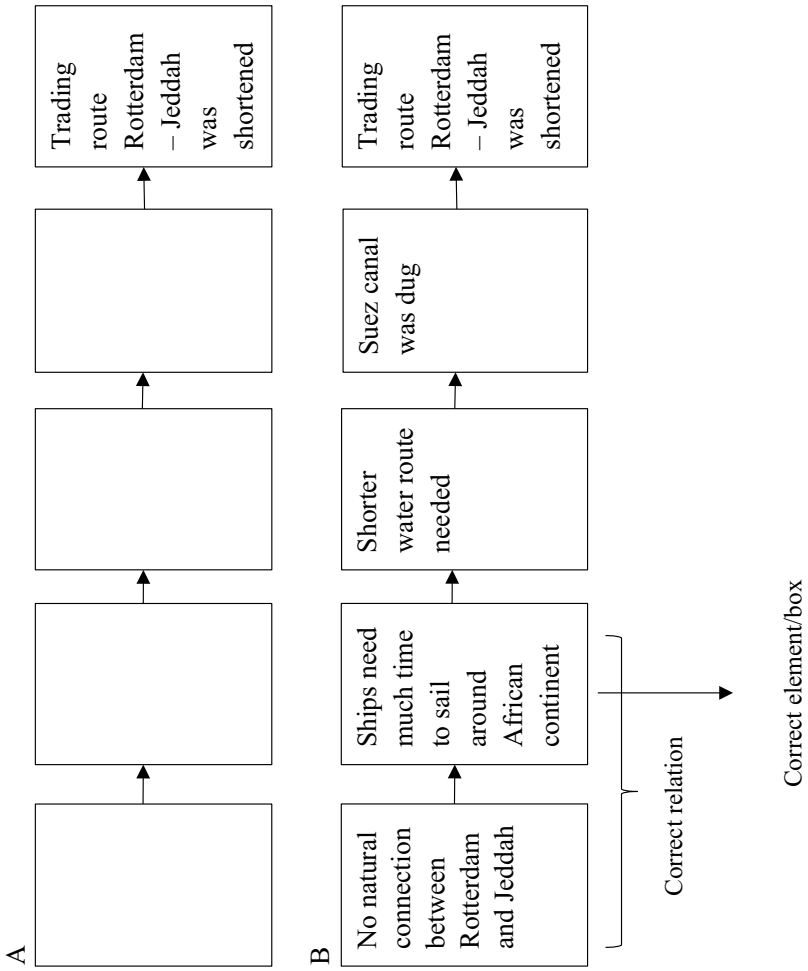 A
Trading
route
Rotterdam
– Jeddah
was
shortened
B
No natural
connection
between
Rotterdam
and Jeddah
Ships need
much time
to sail
around
African
continent
Shorter
water route
needed
Suez canal
was dug
Trading
route
Rotterdam
– Jeddah
was
shortened
Correct relation
Correct element/box